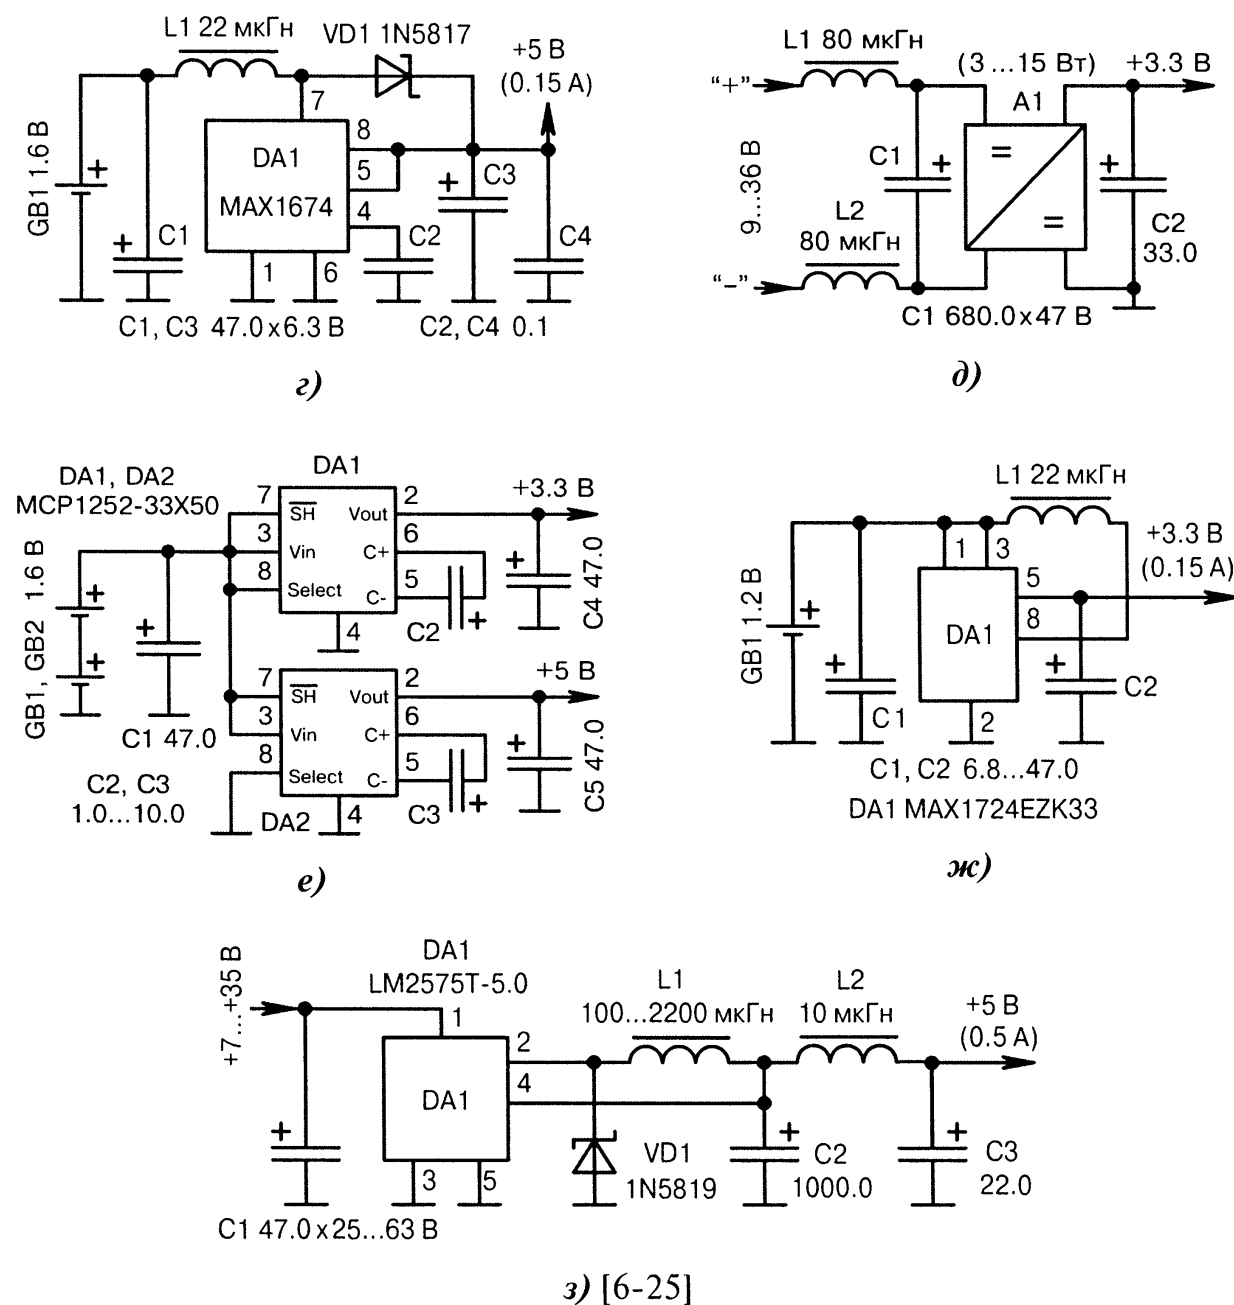 L1 22 мкГн
VD1 1N5817
+5 В
(0.15 А)
7
8
5
4
DA1
MAX1674
GB1 1.6 В
+
C1
+
1
6
C2
+
C3
C4
C1, C3 47.0x6.3 В
C2, C4 0.1
г)
L1 80 мкГн
(3 ...15 Вт)
+3.3 В
A1
“+”
9...36 В
C1
+
=
=
+
C2
33.0
L2
80 мкГн
“–”
C1 680.0x47 В
д)
DA1, DA2
MCP1252-33X50
DA1
7
SH
Vout
2
+3.3 В
3
Vin
C+
6
8
Select
C-
5
4
C2
+
+
C4 47.0
GB1, GB2 1.6 В
+
+
+
C1 47.0
C2, C3
1.0...10.0
7
SH
Vout
2
+5 В
3
Vin
C+
6
8
Select
C-
5
DA2
4
C3
+
+
C5 47.0
е)
L1 22 мкГн
+3.3 В
(0.15 А)
1
3
5
8
DA1
2
GB1 1.2 В
+
+
C1
+
C2
C1, C2 6.8...47.0
DA1 MAX1724EZK33
ж)
+7...+35 В
DA1
LM2575T-5.0
1
2
4
DA1
3
5
L1
100...2200 мкГн
L2
10 мкГн
+5 В
(0.5 А)
+
C1 47.0x25...63 В
VD1
1N5819
+
C2
1000.0
+
C3
22.0
з) [6-25]